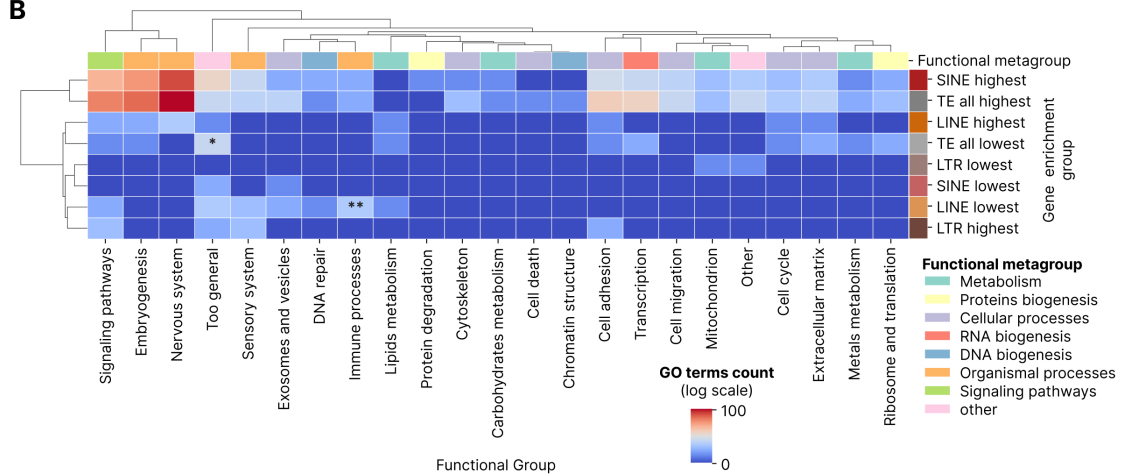 B
Functional metagroup
SINE highest
TE all highest
LINE highest
TE all lowest
LTR lowest
SINE lowest
LINE lowest
LTR highest
*
**
Gene enrichment
group
Signaling pathways
Embryogenesis
Nervous system
Too general
Sensory system
Exosomes and vesicles
DNA repair
Immune processes
Lipids metabolism
Protein degradation
Cytoskeleton
Carbohydrates metabolism
Cell death
Chromatin structure
Cell adhesion
Transcription
Cell migration
Mitochondrion
Other
Cell cycle
Extracellular matrix
Metals metabolism
Ribosome and translation
Functional Group
GO terms count
(log scale)
100
0
Functional metagroup
Metabolism
Proteins biogenesis
Cellular processes
RNA biogenesis
DNA biogenesis
Organismal processes
Signaling pathways
other